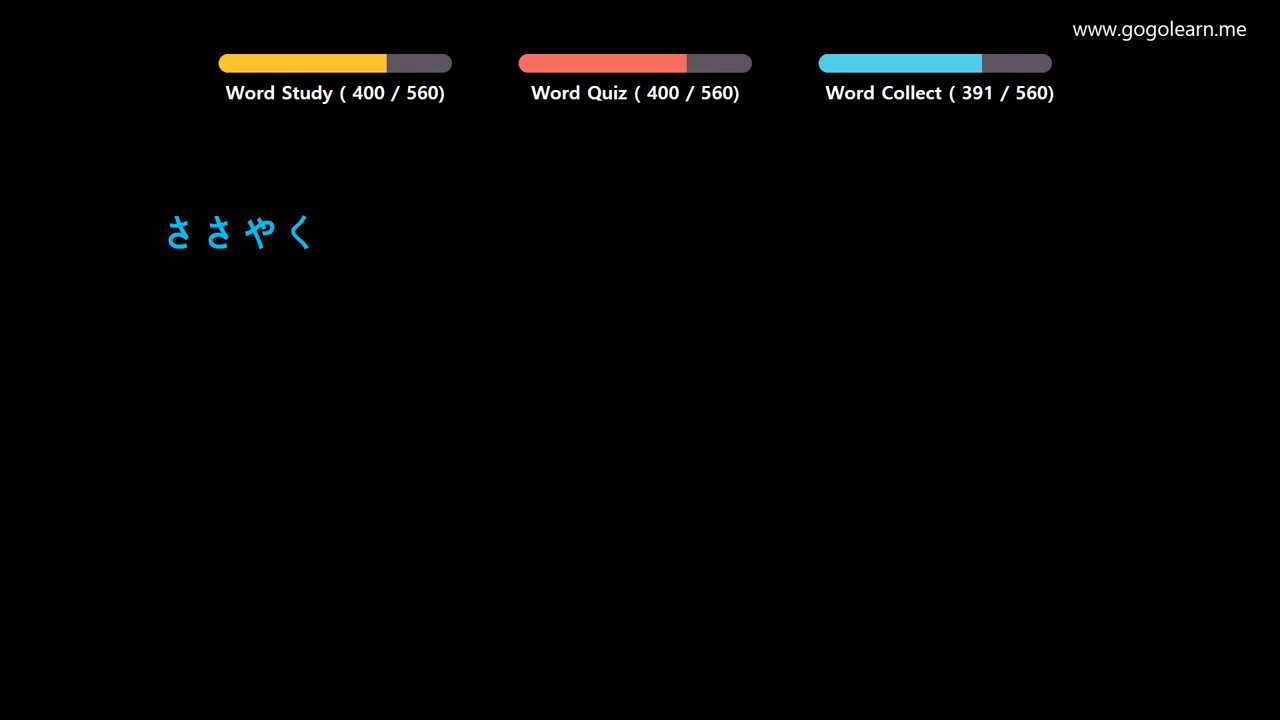 www.gogolearn.me
Word Study ( 400 / 560)
Word Quiz ( 400 / 560)
Word Collect ( 391 / 560)
ささやく